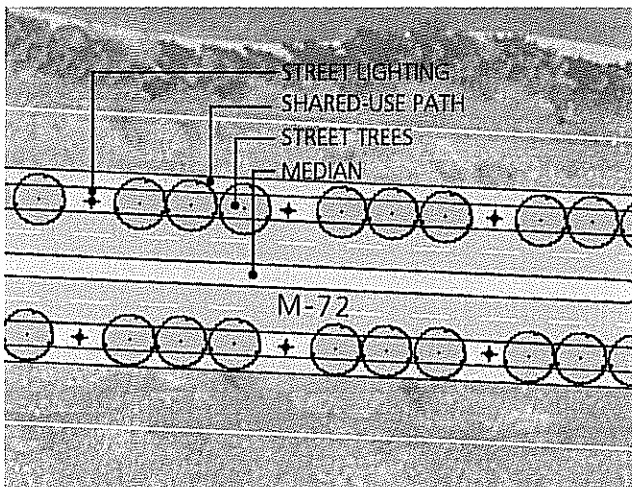 STREET LIGHTING
SHARED-USE PATH
STREET TREES
MEDIAN
M-72